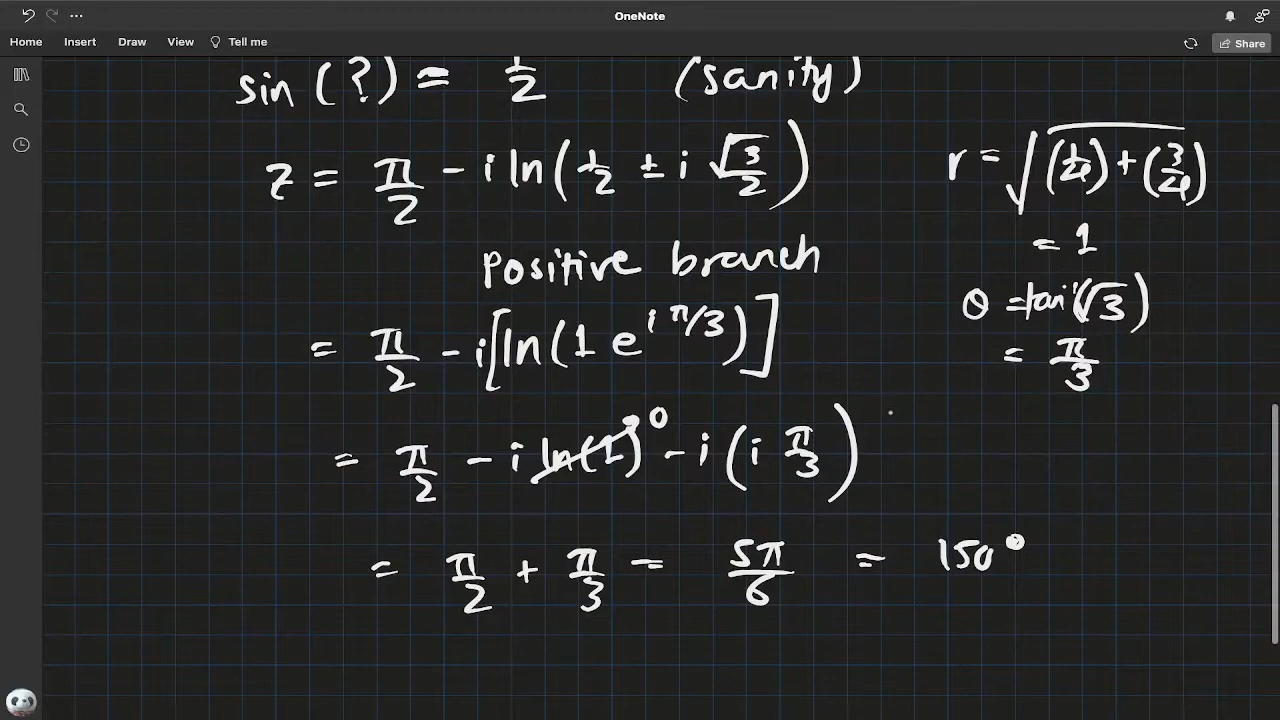 OneNote
Home Insert Draw View Tell me Share
sin (?) = 1/2 (sanity)
z = π/2 - i ln(1/2 ± i √3/2)
r = √((1/4) + (3/4))
= 1
positive branch
θ = tan⁻¹(√3)
= π/3
= π/2 - i[ln(1 e^(i π/3))]
= π/2 - i ln(1) 0 - i (i π/3)
= π/2 + π/3 = 5π/6 = 150°